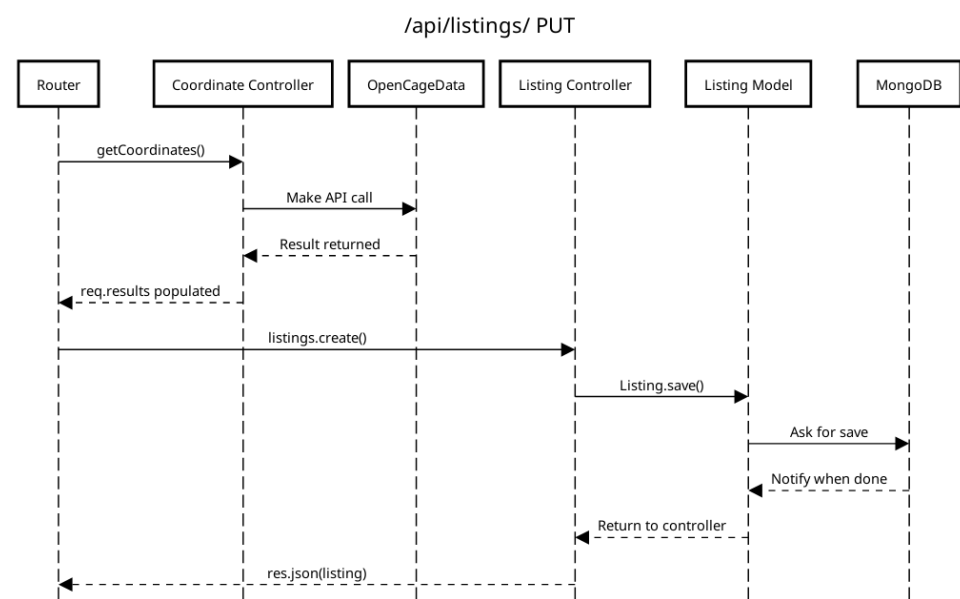 /api/listings/ PUT
Router
Coordinate Controller
OpenCageData
Listing Controller
Listing Model
MongoDB
getCoordinates()
Make API call
Result returned
req.results populated
listings.create()
Listing.save()
Ask for save
Notify when done
Return to controller
res.json(listing)